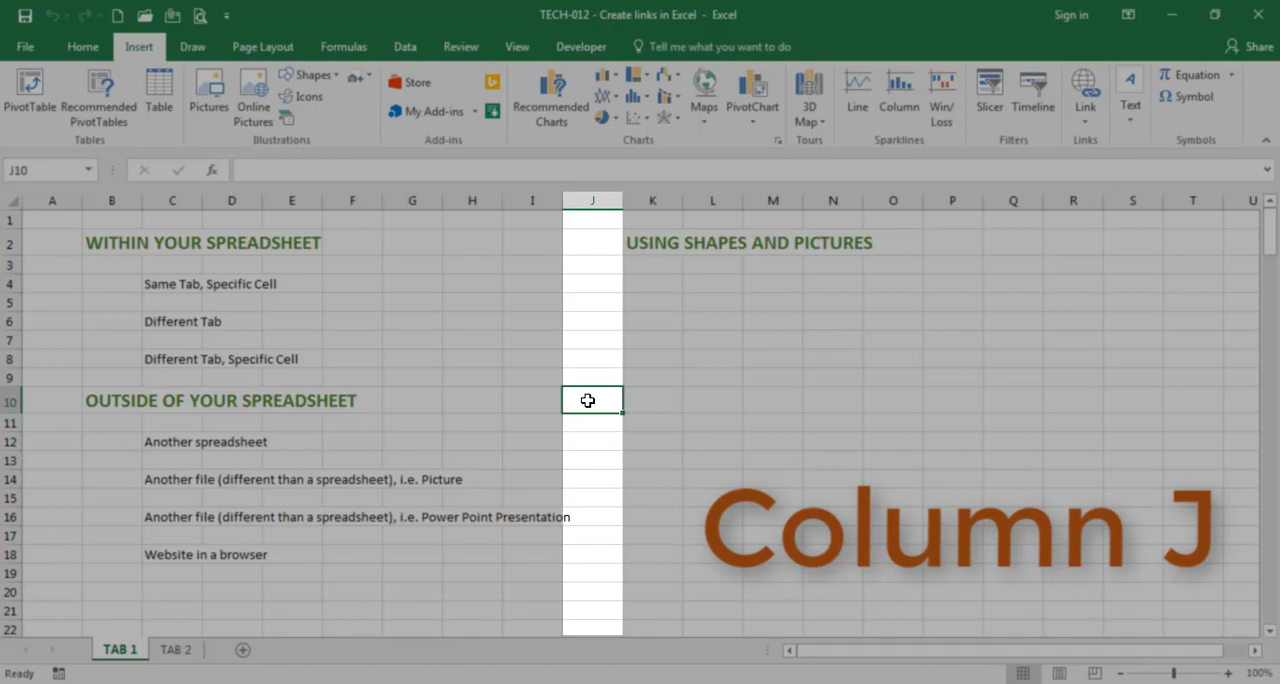 TECH-012 - Create links in Excel - Excel
Sign in
File Home Insert Draw Page Layout Formulas Data Review View Developer Tell me what you want to do Share
PivotTable Recommended PivotTables Table
Tables
Pictures Online Pictures Shapes Icons
Illustrations
Store
My Add-ins
Add-ins
Recommended Charts Maps PivotChart
Charts
3D Map
Tours
Line Column Win/Loss
Sparklines
Slicer Timeline
Filters
Link
Links
A
Text
π Equation
Ω Symbol
Symbols
J10 fx
A B C D E F G H I J K L M N O P Q R S T U
1
2 WITHIN YOUR SPREADSHEET USING SHAPES AND PICTURES
3
4 Same Tab, Specific Cell
5
6 Different Tab
7
8 Different Tab, Specific Cell
9
10 OUTSIDE OF YOUR SPREADSHEET
11
12 Another spreadsheet
13
14 Another file (different than a spreadsheet), i.e. Picture
15
16 Another file (different than a spreadsheet), i.e. Power Point Presentation
17
18 Website in a browser
19
20
21
22
Column J
TAB 1 TAB 2
Ready 100%